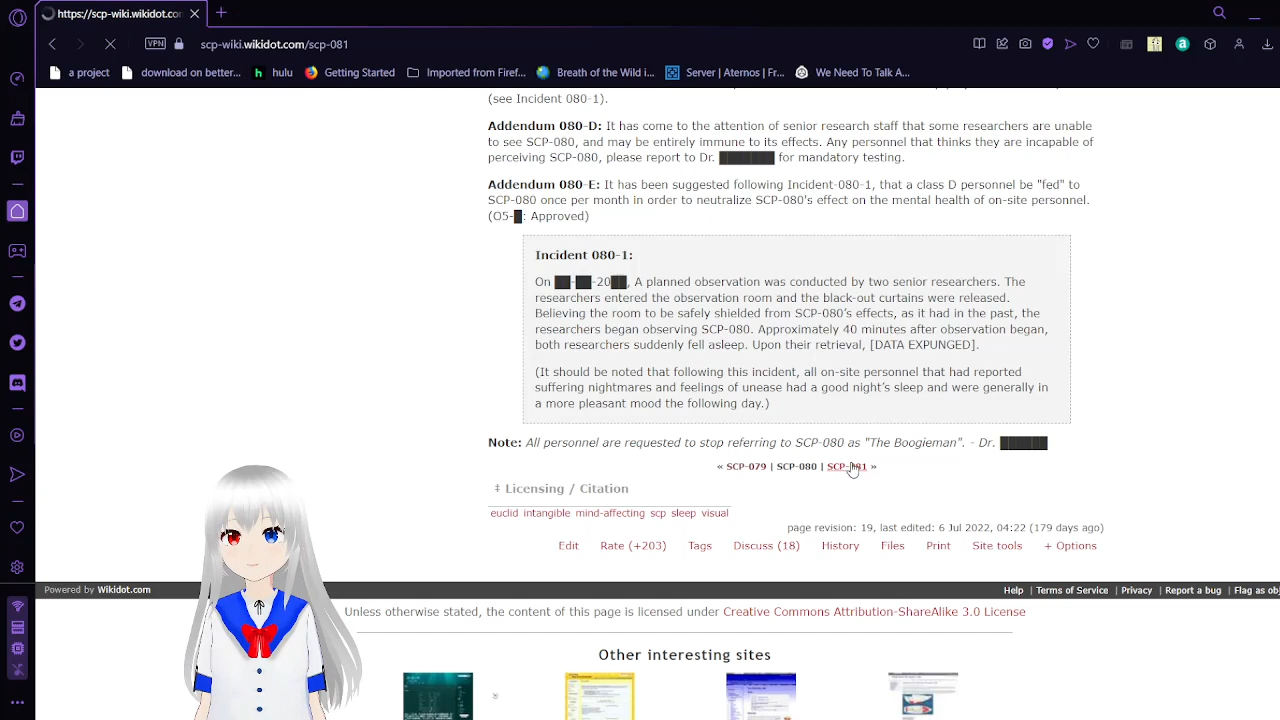 https://scp-wiki.wikidot.co
VPN
scp-wiki.wikidot.com/scp-081
a project
download on better...
hulu
Getting Started
Imported from Firef...
Breath of the Wild i...
Server | Aternos | Fr...
We Need To Talk A...
(see Incident 080-1).
Addendum 080-D: It has come to the attention of senior research staff that some researchers are unable
to see SCP-080, and may be entirely immune to its effects. Any personnel that thinks they are incapable of
perceiving SCP-080, please report to Dr. ███████ for mandatory testing.
Addendum 080-E: It has been suggested following Incident-080-1, that a class D personnel be "fed" to
SCP-080 once per month in order to neutralize SCP-080's effect on the mental health of on-site personnel.
(O5-█: Approved)
Incident 080-1:
On ██-██-20██, A planned observation was conducted by two senior researchers. The
researchers entered the observation room and the black-out curtains were released.
Believing the room to be safely shielded from SCP-080’s effects, as it had in the past, the
researchers began observing SCP-080. Approximately 40 minutes after observation began,
both researchers suddenly fell asleep. Upon their retrieval, [DATA EXPUNGED].
(It should be noted that following this incident, all on-site personnel that had reported
suffering nightmares and feelings of unease had a good night’s sleep and were generally in
a more pleasant mood the following day.)
Note: All personnel are requested to stop referring to SCP-080 as "The Boogieman". - Dr. ██████
« SCP-079 | SCP-080 | SCP-081 »
‡ Licensing / Citation
euclid intangible mind-affecting scp sleep visual
page revision: 19, last edited: 6 Jul 2022, 04:22 (179 days ago)
Edit Rate (+203) Tags Discuss (18) History Files Print Site tools + Options
Powered by Wikidot.com
Help | Terms of Service | Privacy | Report a bug | Flag as obj
Unless otherwise stated, the content of this page is licensed under Creative Commons Attribution-ShareAlike 3.0 License
Other interesting sites